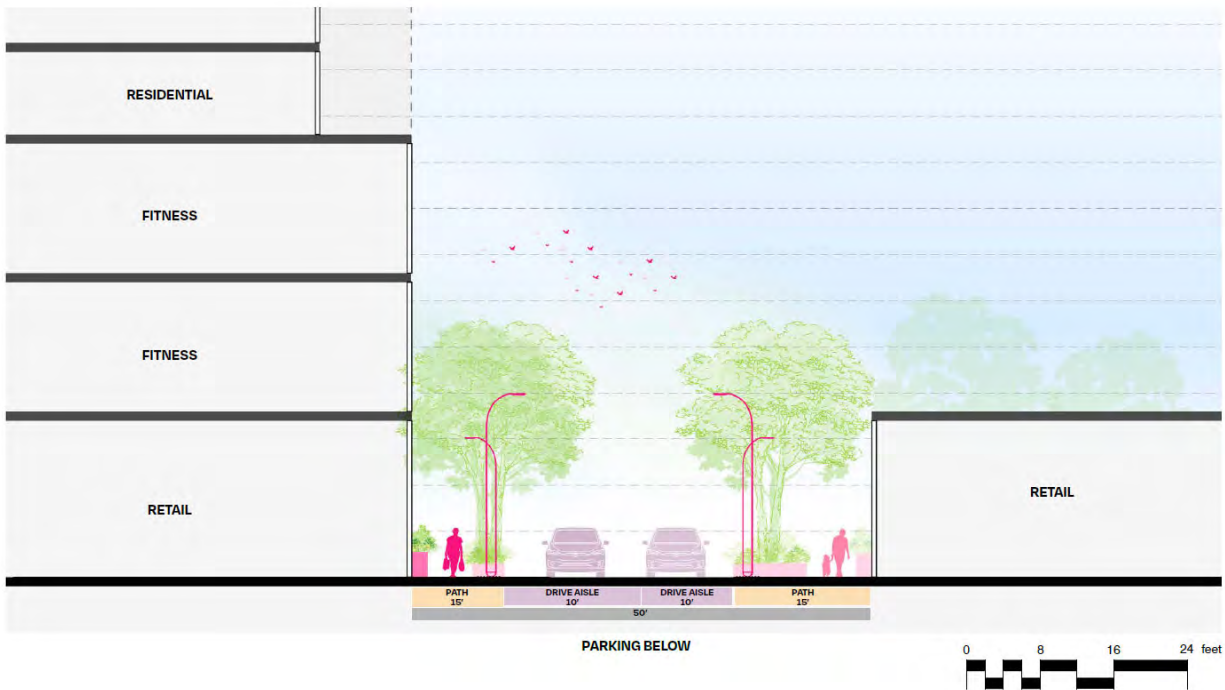 RESIDENTIAL
FITNESS
FITNESS
RETAIL
RETAIL
PATH
15'
DRIVE AISLE
10'
DRIVE AISLE
10'
PATH
15'
50'
PARKING BELOW
0 8 16 24 feet